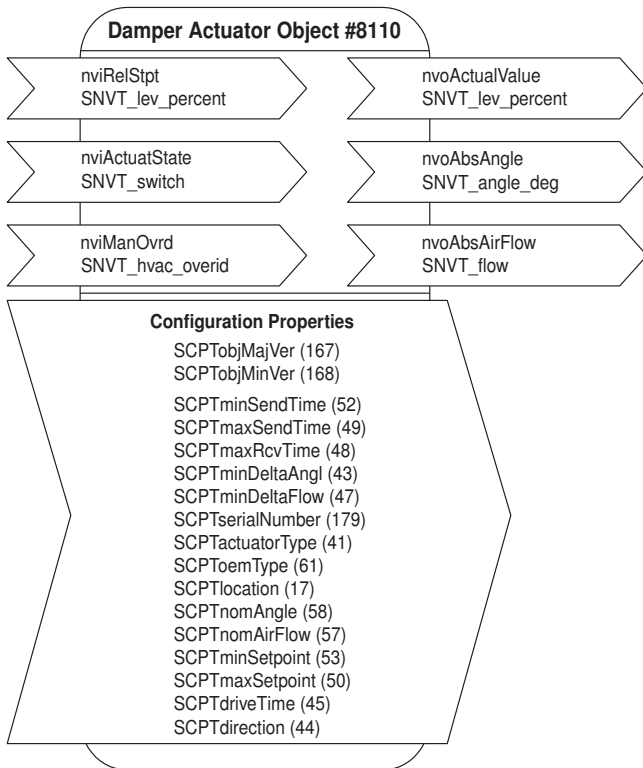 Damper Actuator Object #8110
nviRelStpt
SNVT_lev_percent
nvoActualValue
SNVT_lev_percent
nviActuatState
SNVT_switch
nvoAbsAngle
SNVT_angle_deg
nviManOvrd
SNVT_hvac_overid
nvoAbsAirFlow
SNVT_flow
Configuration Properties
SCPTobjMajVer (167)
SCPTobjMinVer (168)
SCPTminSendTime (52)
SCPTmaxSendTime (49)
SCPTmaxRcvTime (48)
SCPTminDeltaAngl (43)
SCPTminDeltaFlow (47)
SCPTserialNumber (179)
SCPTactuatorType (41)
SCPToemType (61)
SCPTlocation (17)
SCPTnomAngle (58)
SCPTnomAirFlow (57)
SCPTminSetpoint (53)
SCPTmaxSetpoint (50)
SCPTdriveTime (45)
SCPTdirection (44)